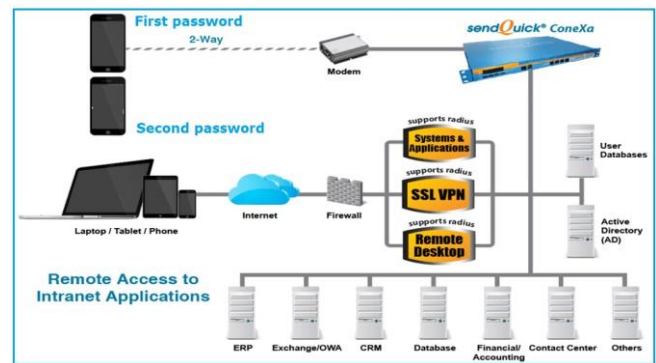 First password
2-Way
sendQuick® ConeXa
Modem
Second password
supports radius
Systems &
Applications
User
Databases
supports radius
SSL VPN
Internet
Firewall
Laptop / Tablet / Phone
supports radius
Remote
Desktop
Active
Directory
(AD)
Remote Access to
Intranet Applications
ERP
Exchange/OWA
CRM
Database
Financial/
Accounting
Contact Center
Others